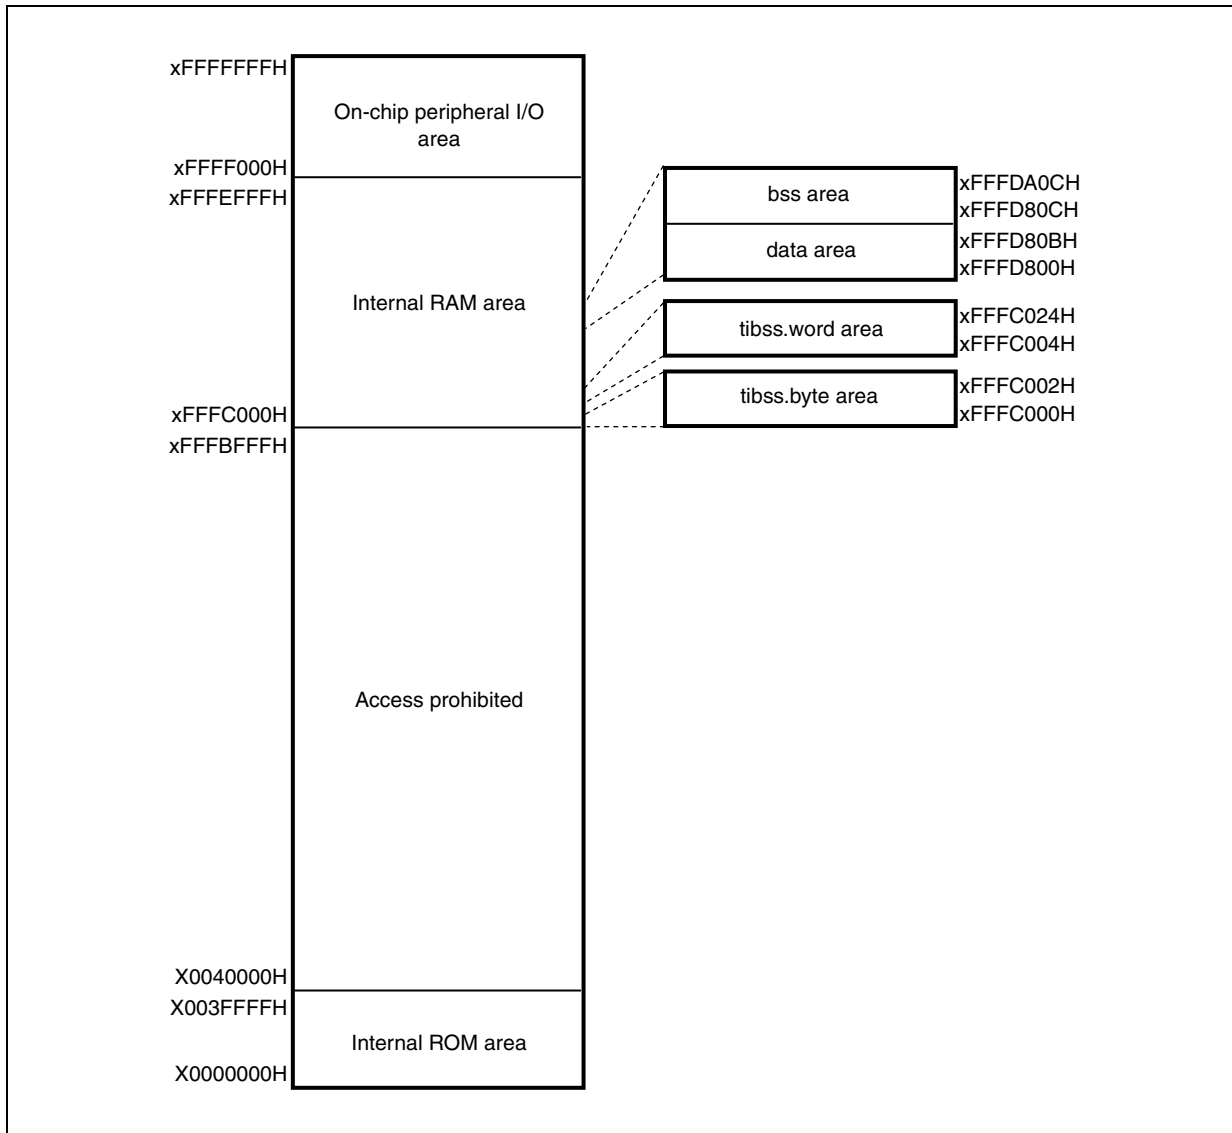 xFFFFFFFH
On-chip peripheral I/O
area
xFFFF000H
xFFFEFFFH
Internal RAM area
xFFFC000H
xFFFBFFFH
Access prohibited
X0040000H
X003FFFFH
Internal ROM area
X0000000H
bss area
xFFFDA0CH
xFFFD80CH
data area
xFFFD80BH
xFFFD800H
tibss.word area
xFFFC024H
xFFFC004H
tibss.byte area
xFFFC002H
xFFFC000H